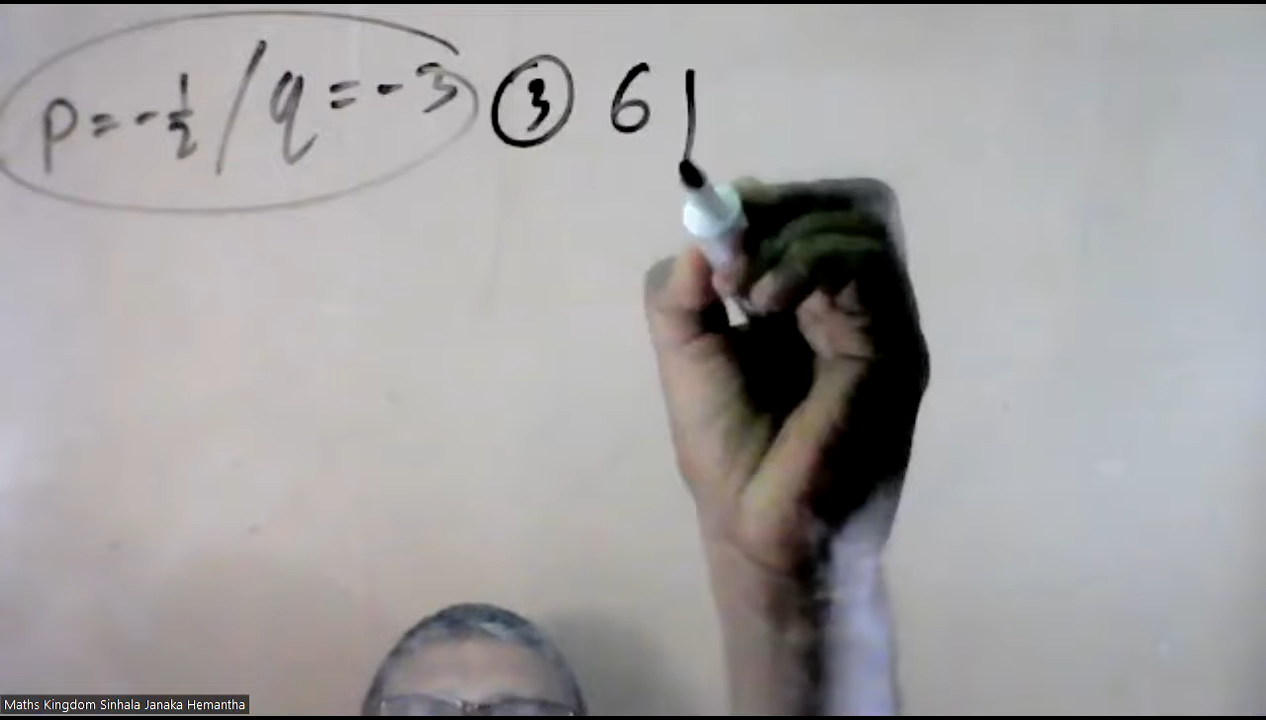 p = -1/2 / q = -3 ③ 6
Maths Kingdom Sinhala Janaka Hemantha